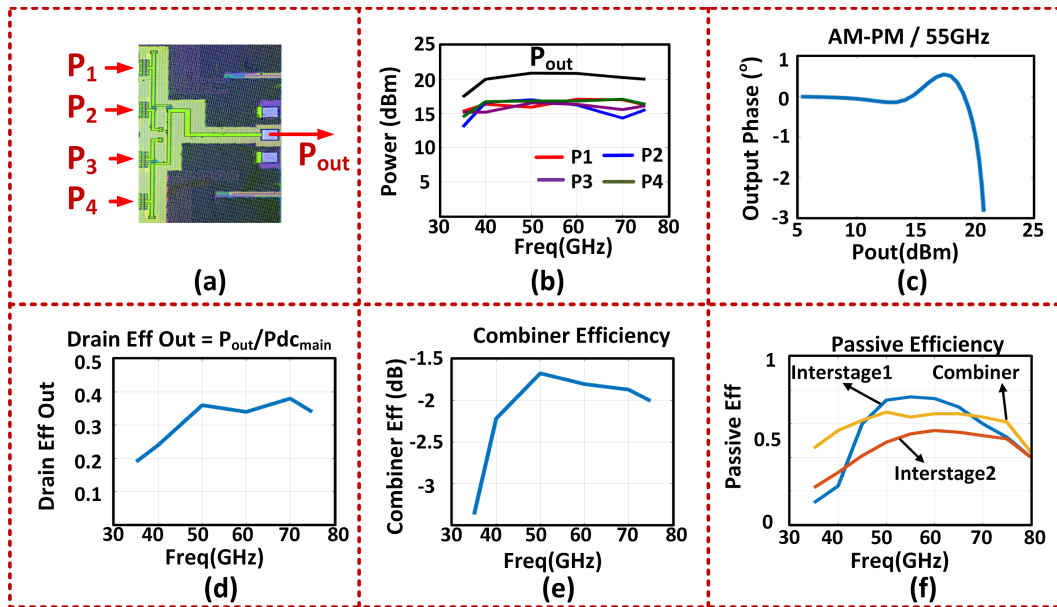 P1
P2
P3
P4
Pout
(a)
Power (dBm)
25
20
15
10
5
Pout
P1
P2
P3
P4
30 40 50 60 70 80
Freq(GHz)
(b)
AM-PM / 55GHz
Output Phase (°)
1
0
-1
-2
-3
5 10 15 20 25
Pout(dBm)
(c)
Drain Eff Out = Pout/Pdcmain
Drain Eff Out
0.5
0.4
0.3
0.2
0.1
30 40 50 60 70 80
Freq(GHz)
(d)
Combiner Efficiency
Combiner Eff (dB)
-1.5
-2
-3
30 40 50 60 70 80
Freq(GHz)
(e)
Passive Efficiency
Interstage1
Combiner
Interstage2
Passive Eff
1
0.5
0
30 40 50 60 70 80
Freq(GHz)
(f)